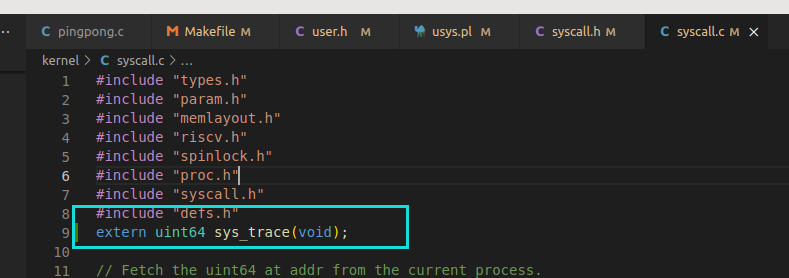 ·· C pingpong.c M Makefile M C user.h M usys.pl M C syscall.h M C syscall.c M ×
kernel > C syscall.c > ...
1 #include "types.h"
2 #include "param.h"
3 #include "memlayout.h"
4 #include "riscv.h"
5 #include "spinlock.h"
6 #include "proc.h"
7 #include "syscall.h"
8 #include "defs.h"
9 extern uint64 sys_trace(void);
10
11 // Fetch the uint64 at addr from the current process.